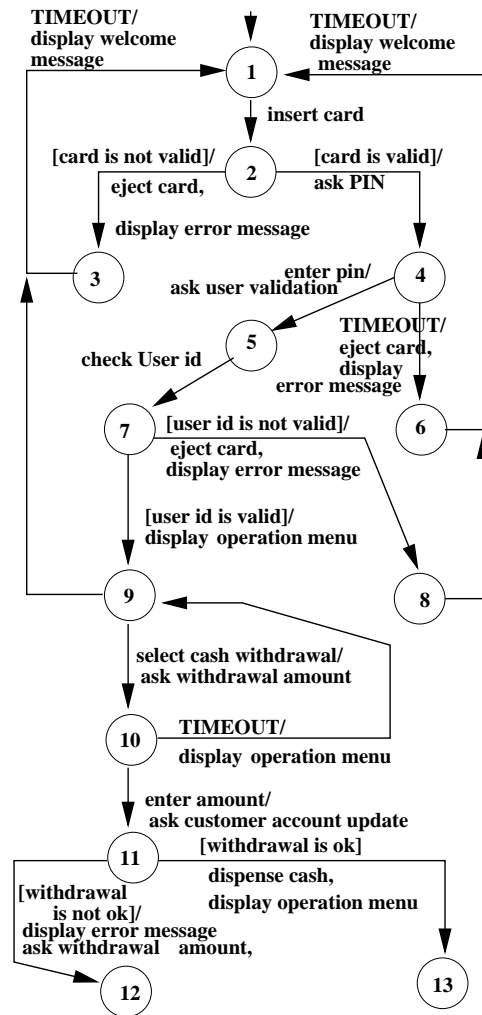 TIMEOUT/
display welcome
message
TIMEOUT/
display welcome
message
1
insert card
[card is not valid]/
eject card,
display error message
2
[card is valid]/
ask PIN
3
4
enter pin/
ask user validation
5
TIMEOUT/
eject card,
display
error message
check User id
7
[user id is not valid]/
eject card,
display error message
6
[user id is valid]/
display operation menu
9
8
select cash withdrawal/
ask withdrawal amount
10
TIMEOUT/
display operation menu
enter amount/
ask customer account update
11
[withdrawal is ok]
dispense cash,
display operation menu
[withdrawal
is not ok]/
display error message
ask withdrawal amount,
12
13